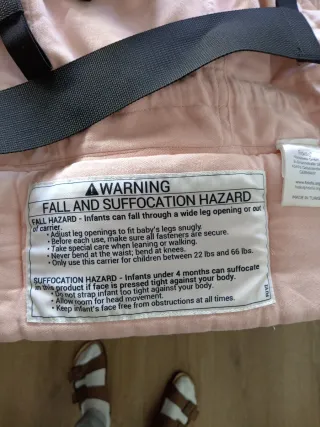 ⚠WARNING
FALL AND SUFFOCATION HAZARD
FALL HAZARD - Infants can fall through a wide leg opening or out
of carrier.
• Adjust leg openings to fit baby's legs snugly.
• Before each use, make sure all fasteners are secure.
• Take special care when leaning or walking.
• Never bend at the waist; bend at knees.
• Only use this carrier for children between 22 lbs and 66 lbs.
SUFFOCATION HAZARD - Infants under 4 months can suffocate
in this product if face is pressed tight against your body.
• Do not strap infant too tight against your body.
• Allow room for head movement.
• Keep infant's face free from obstructions at all times.
GERMANY
MADE IN